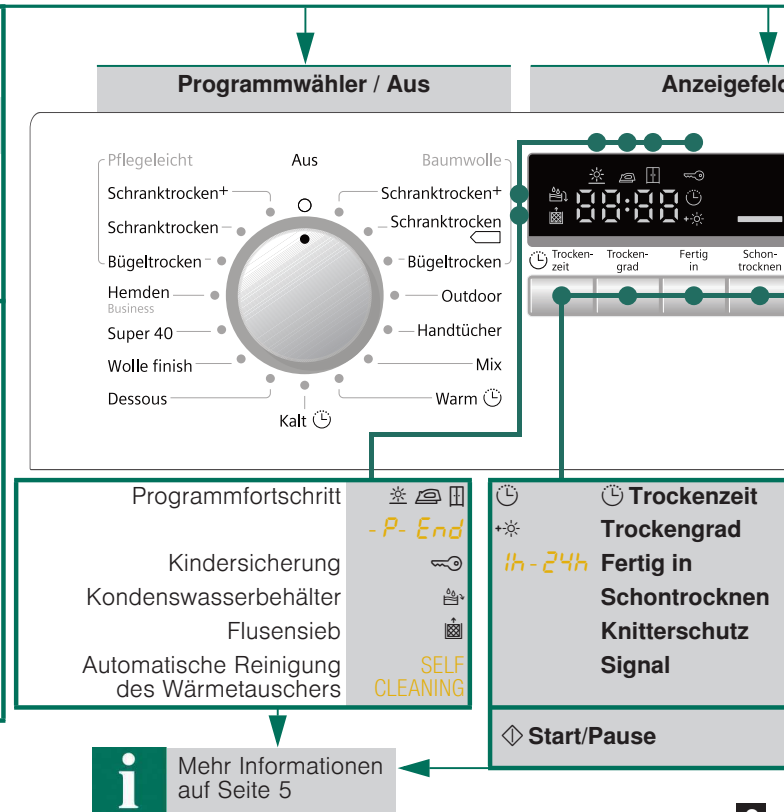 Programmwähler / Aus
Anzeigefeld
Pflegeleicht
Aus
Baumwolle
Schranktrocken+
Schranktrocken
Bügeltrocken
Hemden
Business
Super 40
Wolle finish
Dessous
Kalt
Schranktrocken+
Schranktrocken
Bügeltrocken
Outdoor
Handtücher
Mix
Warm
88:88
Trocken-
zeit
Trocken-
grad
Fertig
in
Schon-
trocknen
Programmfortschritt
-P- End
Kindersicherung
Kondenswasserbehälter
Flusensieb
Automatische Reinigung SELF
des Wärmetauschers CLEANING
Trockenzeit
Trockengrad
1h-24h Fertig in
Schontrocknen
Knitterschutz
Signal
Start/Pause
i
Mehr Informationen
auf Seite 5